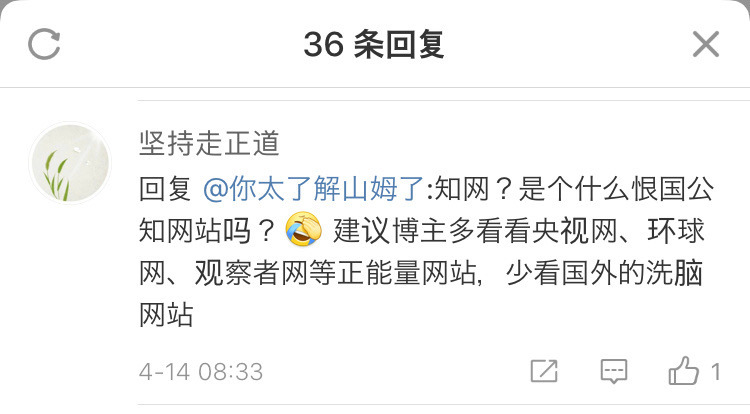 36 条回复
坚持走正道
回复 @你太了解山姆了:知网？是个什么恨国公
知网站吗？🤣 建议博主多看看央视网、环球
网、观察者网等正能量网站，少看国外的洗脑
网站
4-14 08:33
1